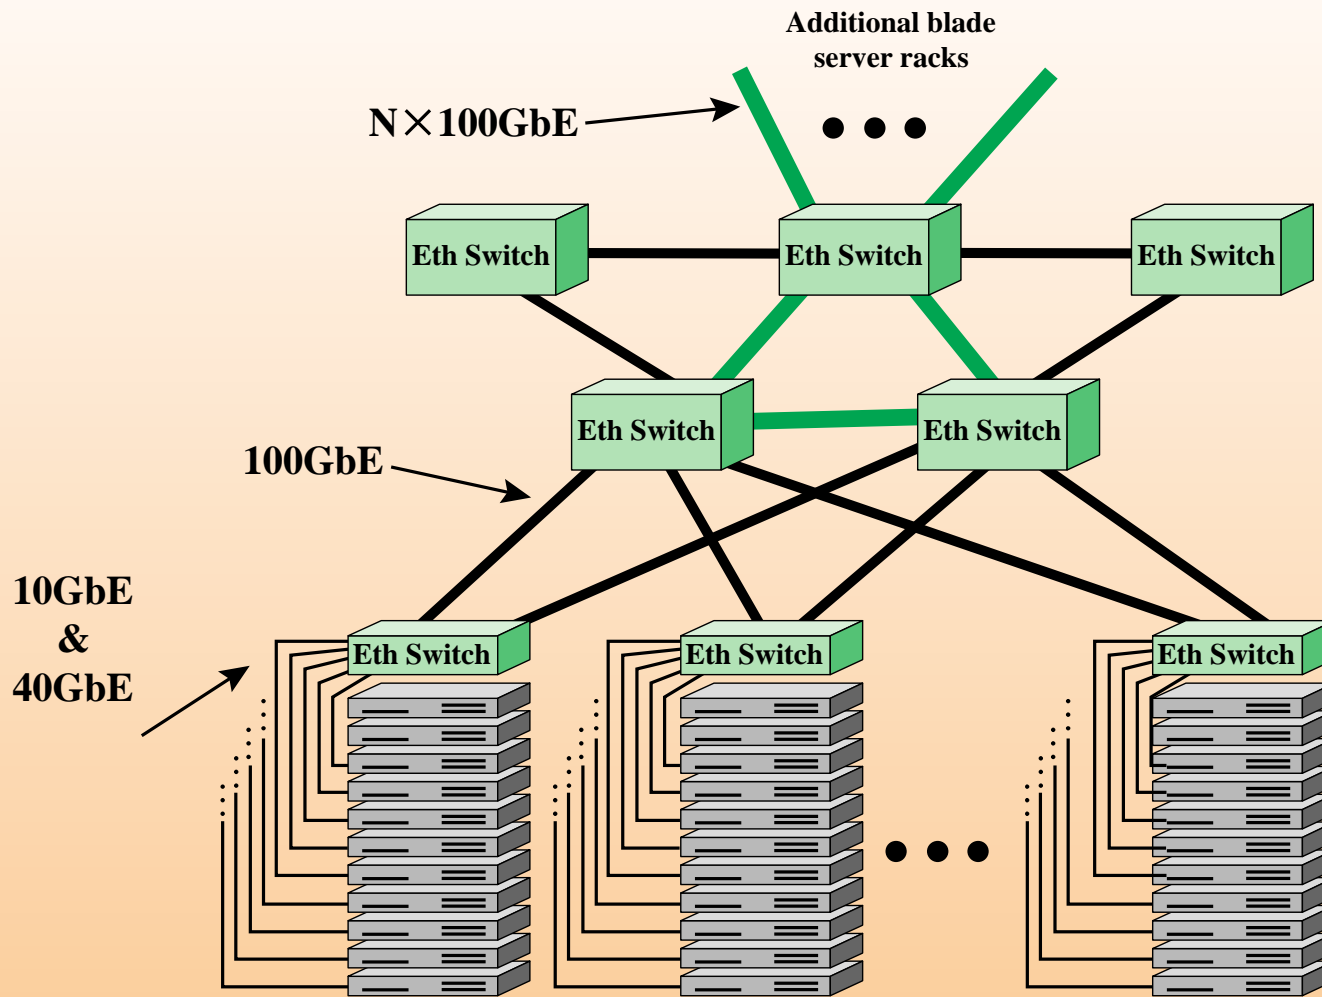 Additional blade
server racks
N×100GbE
Eth Switch
Eth Switch
Eth Switch
Eth Switch
Eth Switch
100GbE
10GbE
&
40GbE
Eth Switch
Eth Switch
Eth Switch